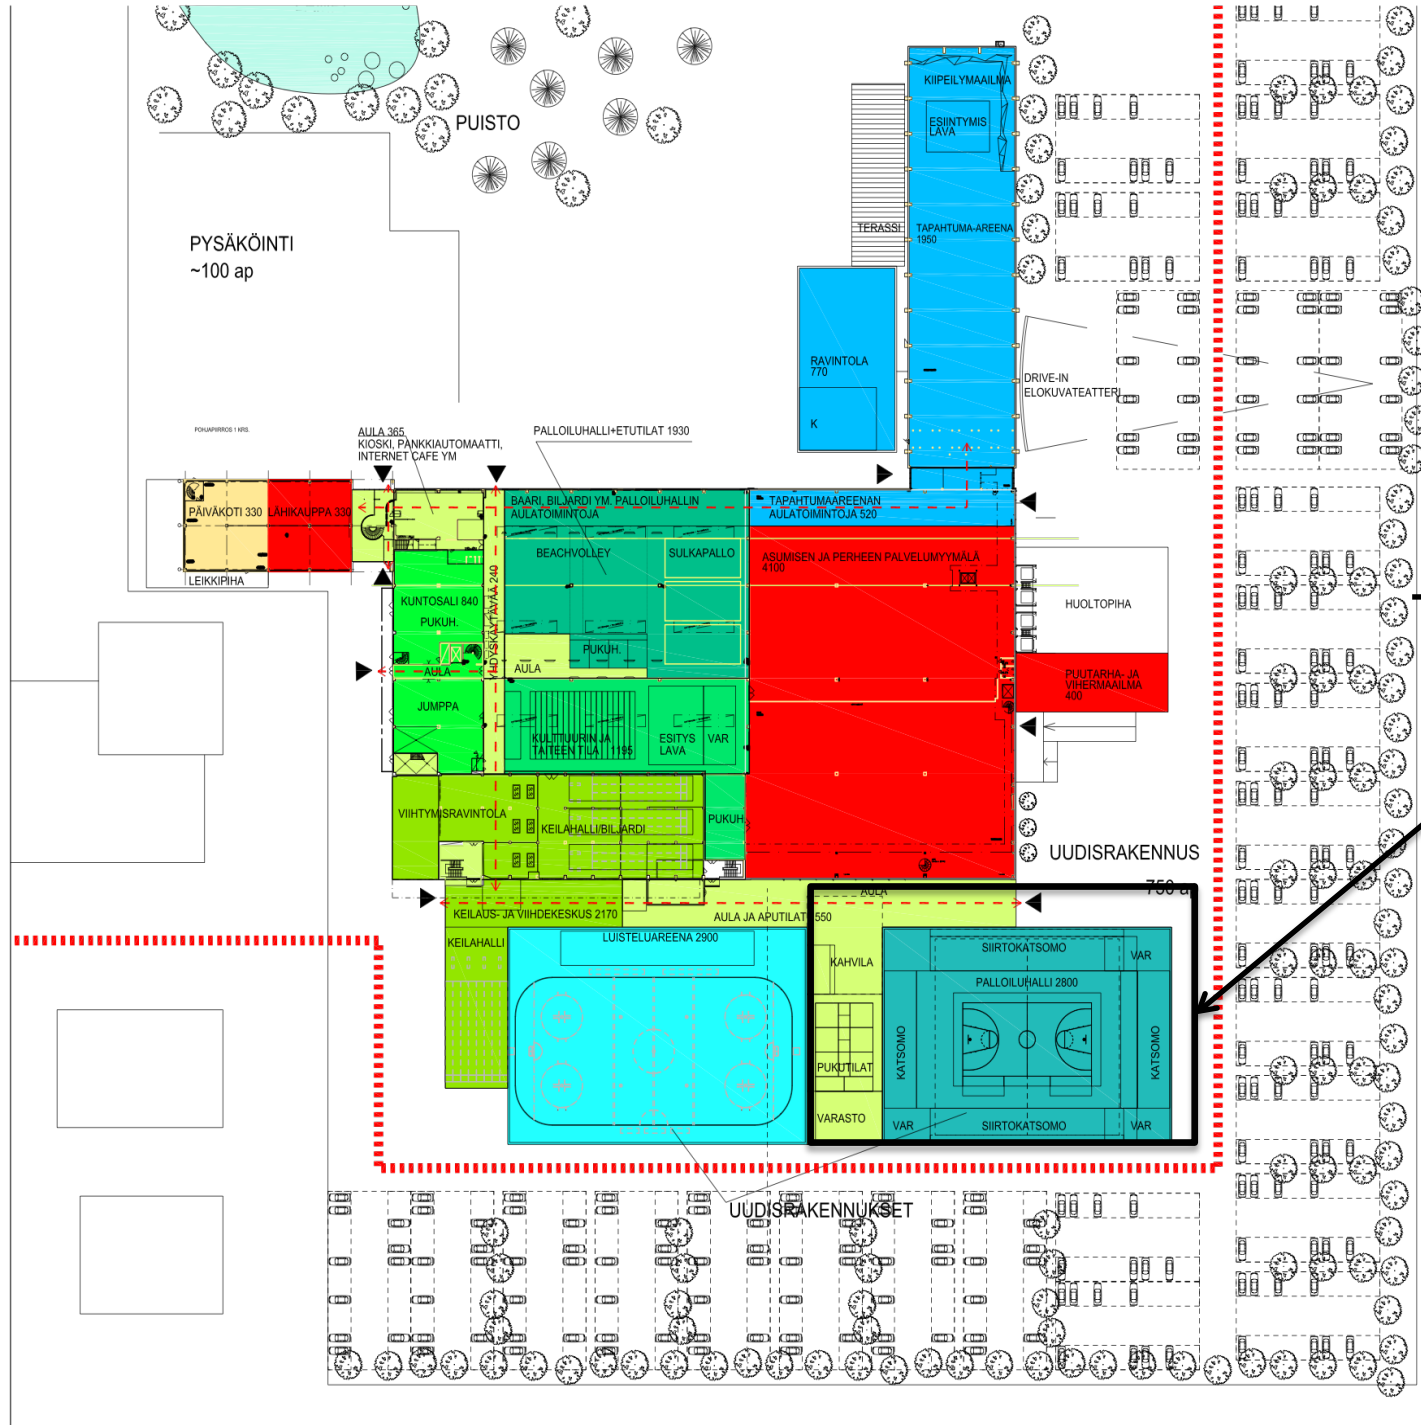 PUISTO
PYSÄKÖINTI
~100 ap
KIIPEILYMAAILMA
ESIINTYMIS
LAVA
TERASSI
TAPAHTUMA-AREENA
1950
RAVINTOLA
770
K
DRIVE-IN
ELOKUVATEATTERI
POHJAPIIRROS 1 KRS.
AULA 365
KIOSKI, PANKKIAUTOMAATTI,
INTERNET CAFE YM
PALLOILUHALLI+ETUTILAT 1930
PÄIVÄKOTI 330
LÄHIKAUPPA 330
LEIKKIPIHA
BAARI, BILJARDI YM. PALLOILUHALLIN
AULATOIMINTOJA
TAPAHTUMAAREENAN
AULATOIMINTOJA 520
BEACHVOLLEY
SULKAPALLO
ASUMISEN JA PERHEEN PALVELUMYYMÄLÄ
4100
KUNTOSALI 840
PUKUH.
YHDYSKÄYTÄVÄÄ 240
HUOLTOPIHA
AULA
AULA
PUKUH.
PUUTARHA- JA
VIHERMAAILMA
400
JUMPPA
KULTTUURIN JA
TAITEEN TILA 1195
ESITYS
LAVA
VAR
VIIHTYMISRAVINTOLA
KEILAHALLI/BILJARDI
PUKUH.
UUDISRAKENNUS
750 a
AULA
KEILAUS- JA VIIHDEKESKUS 2170
AULA JA APUTILAT 550
KEILAHALLI
LUISTELUAREENA 2900
KAHVILA
SIIRTOKATSOMO
VAR
PALLOILUHALLI 2800
KATSOMO
KATSOMO
PUKUTILAT
VARASTO
VAR
SIIRTOKATSOMO
VAR
UUDISRAKENNUKSET